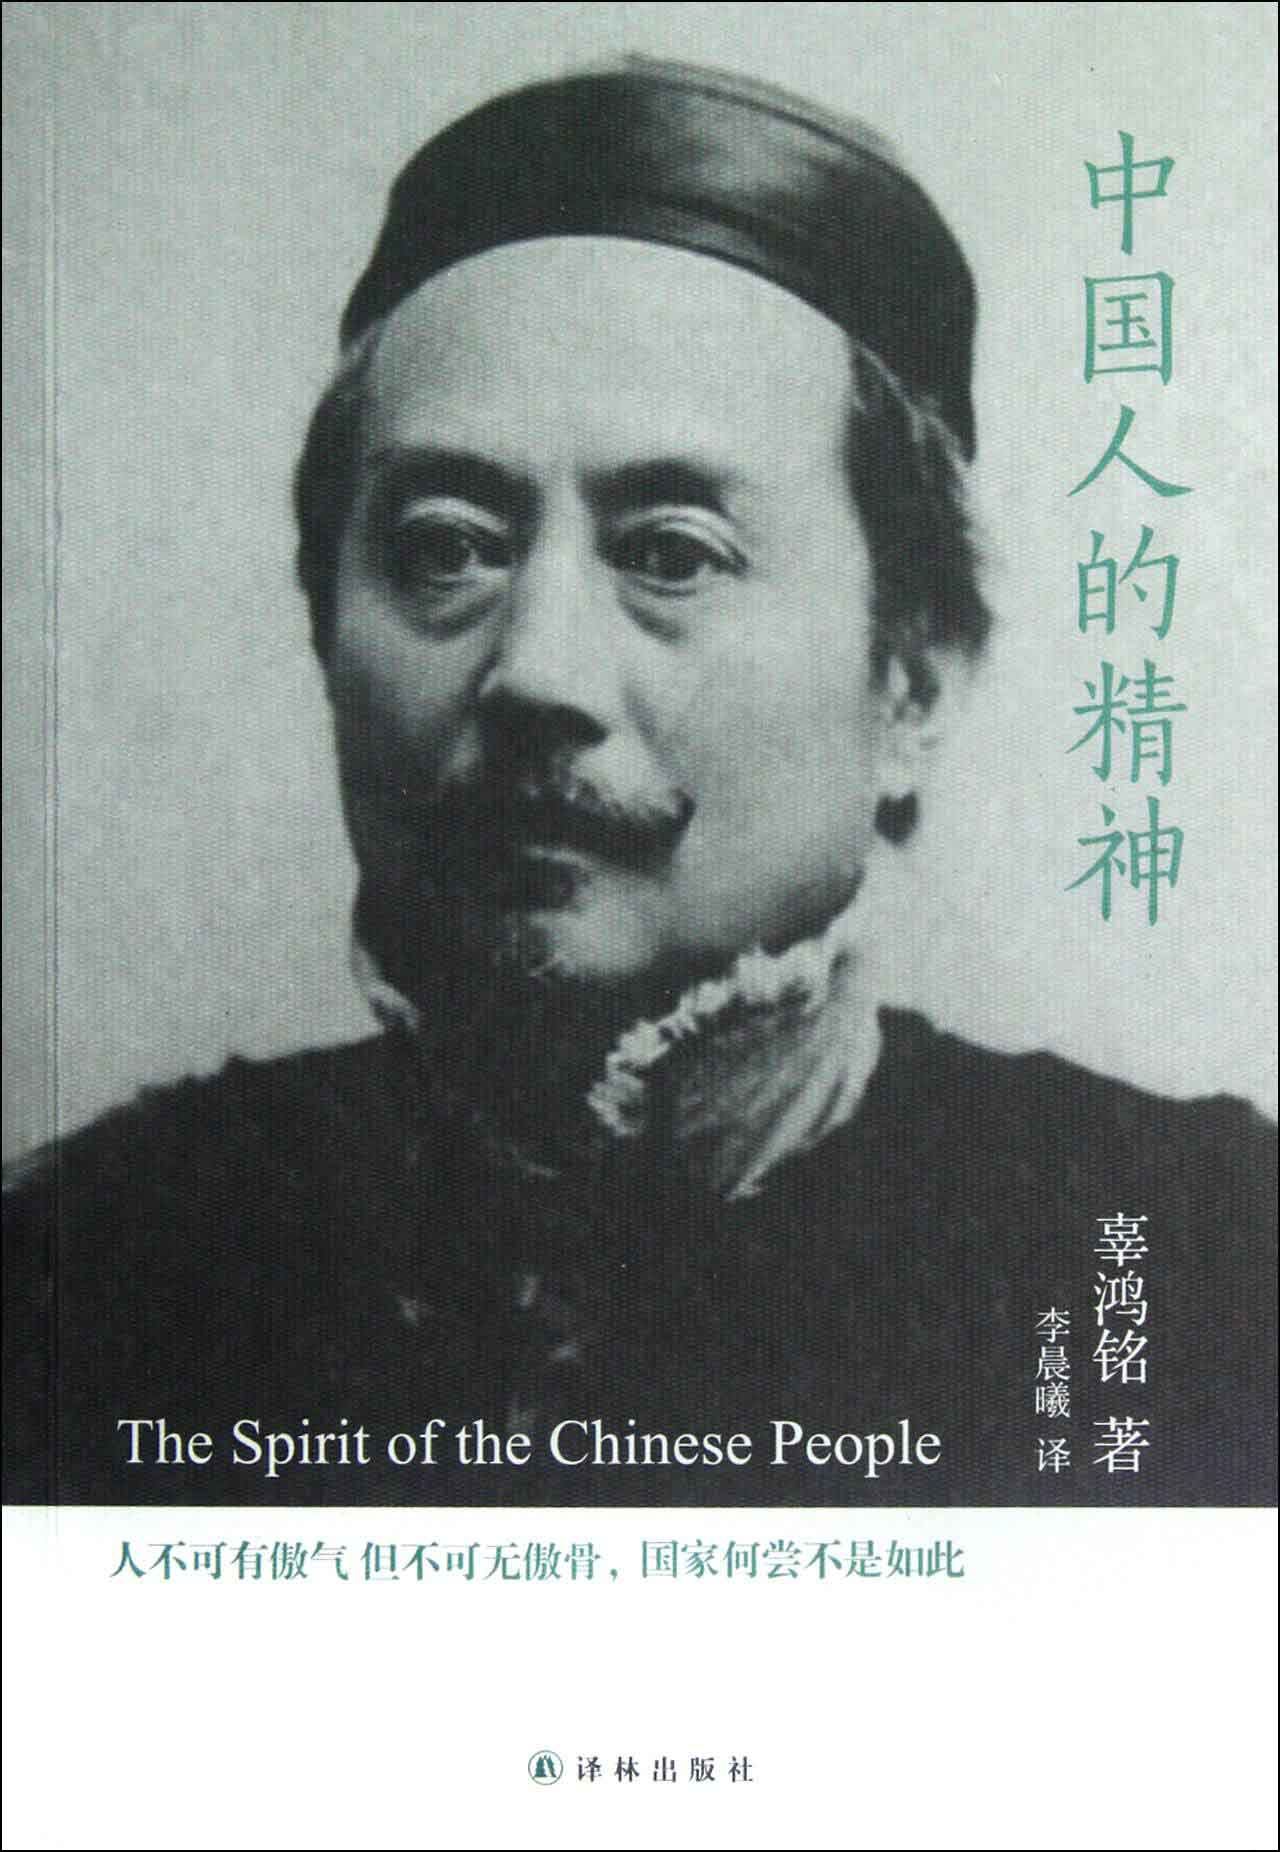 中国人的精神
辜鸿铭 著
李晨曦 译
The Spirit of the Chinese People
人不可有傲气 但不可无傲骨，国家何尝不是如此
译林出版社